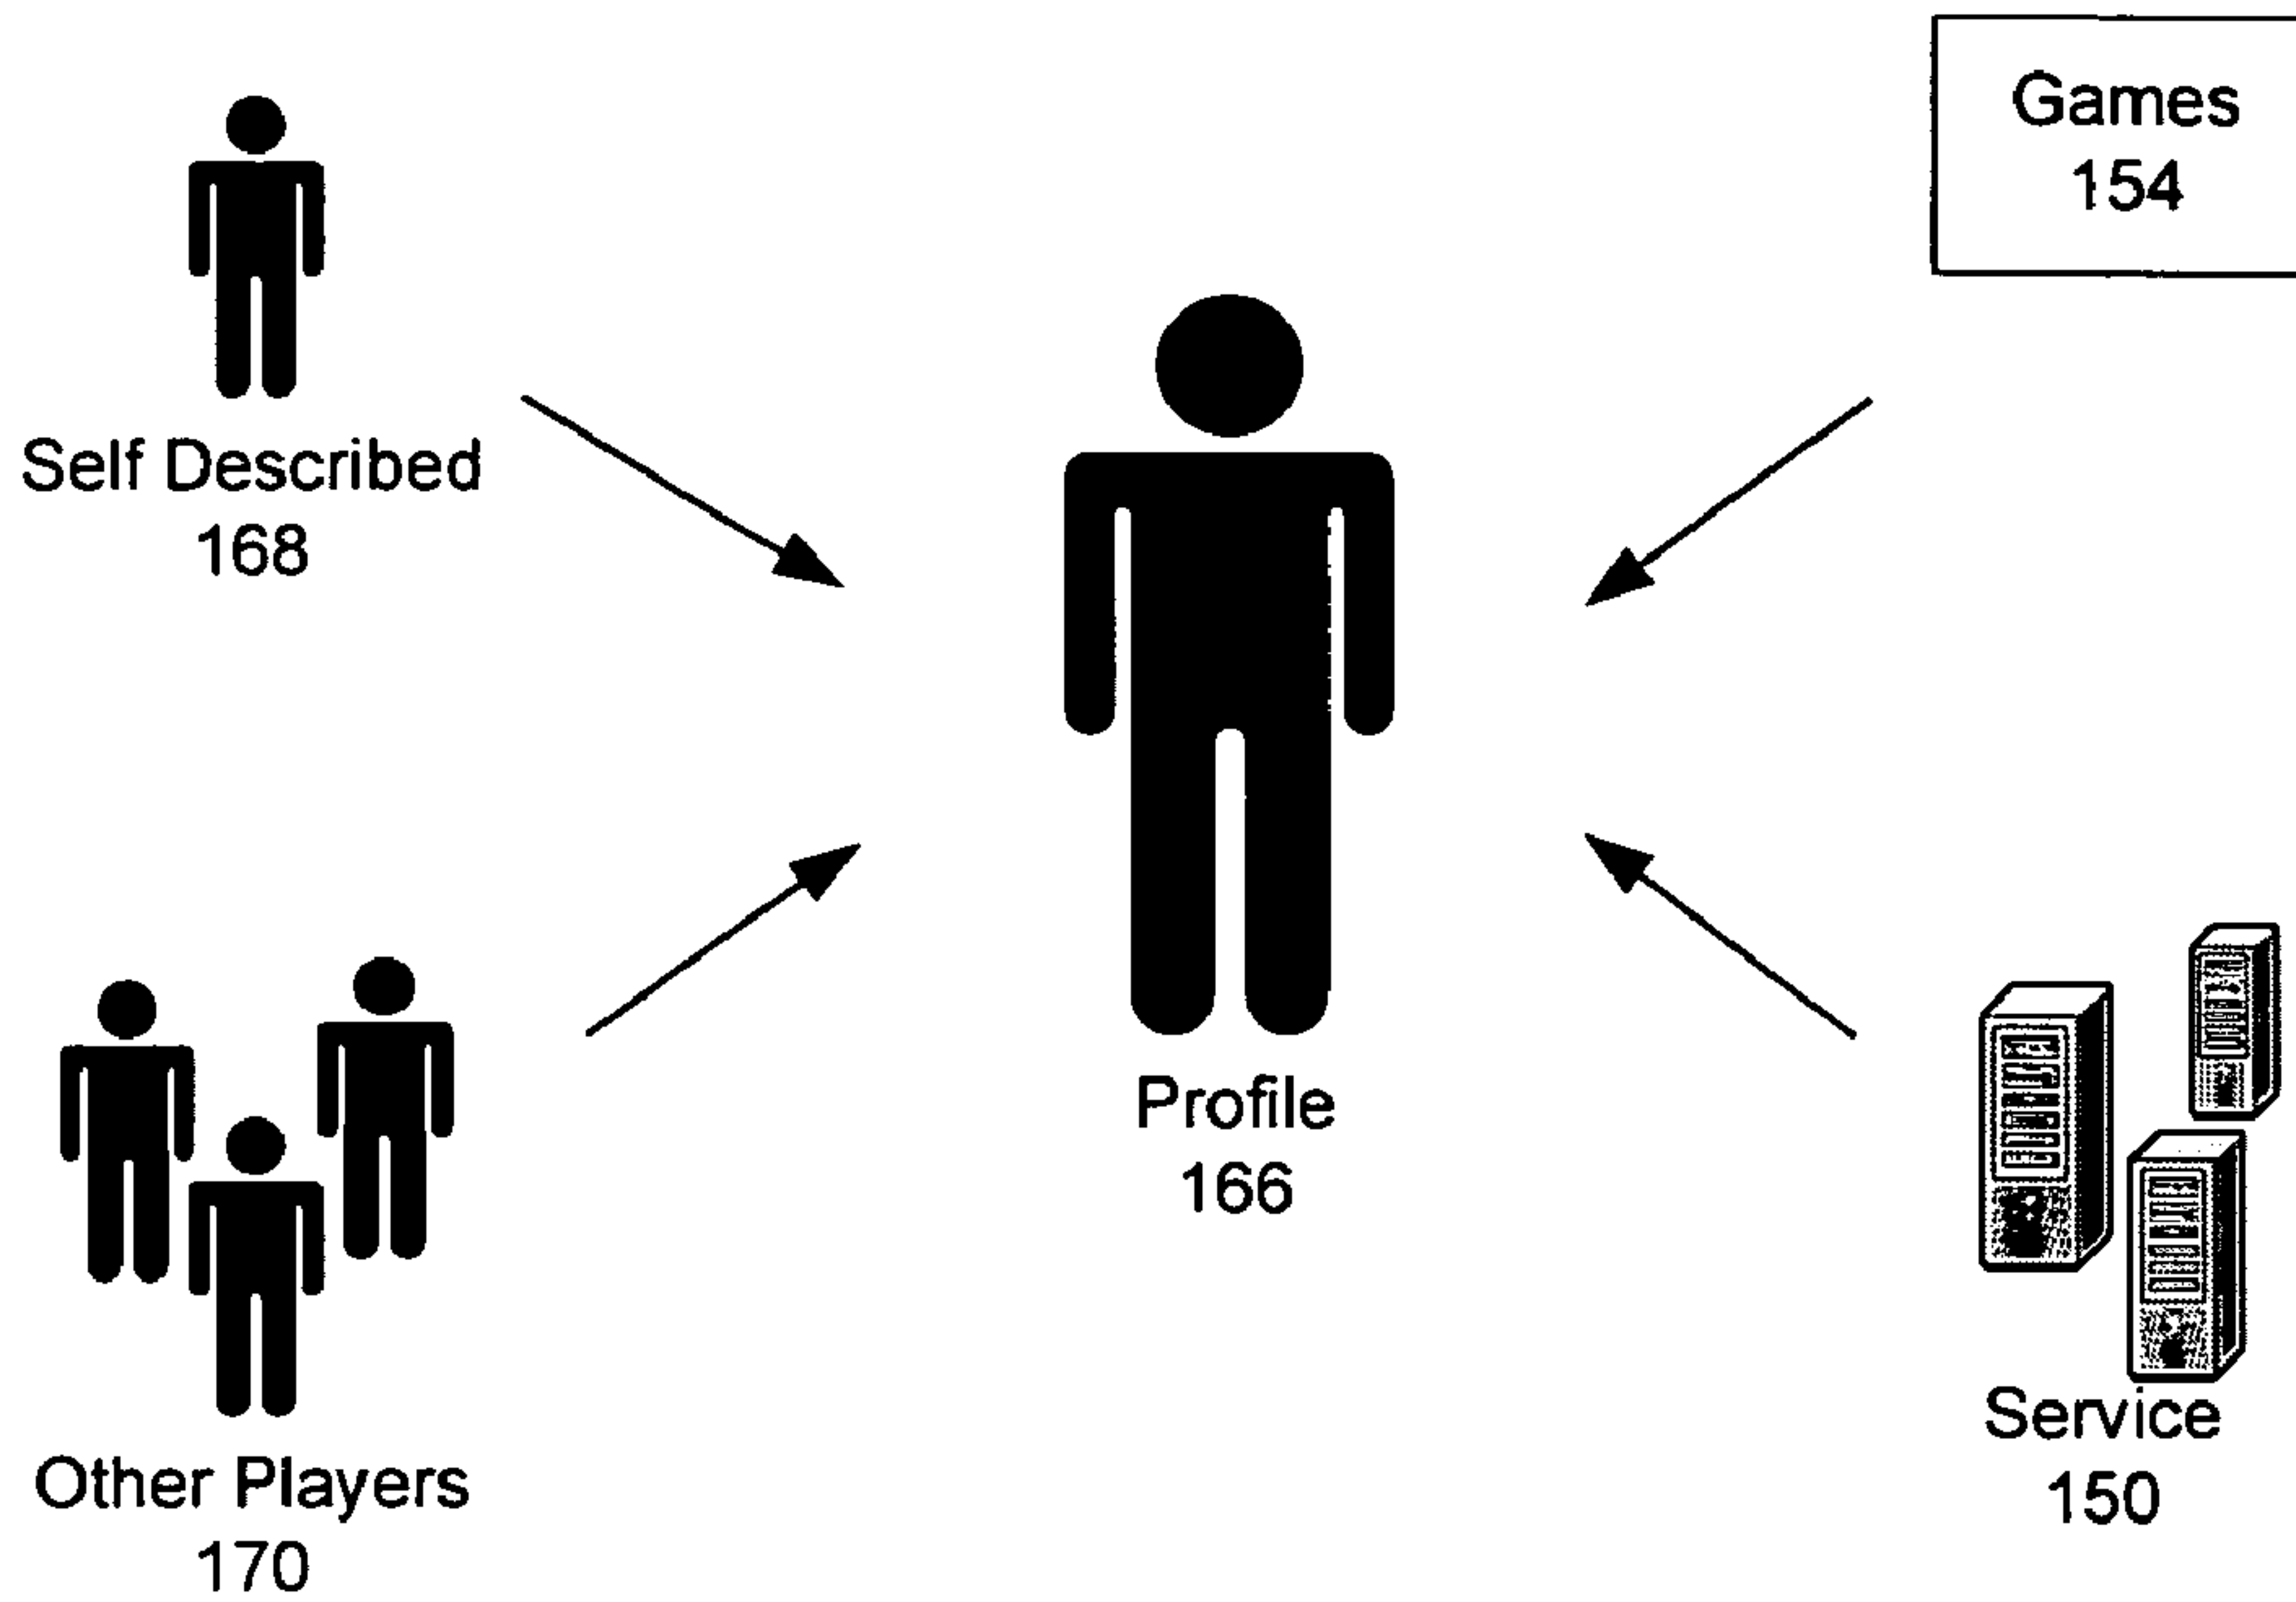 Games
154
Self Described
168
Profile
166
Other Players
170
Service
150